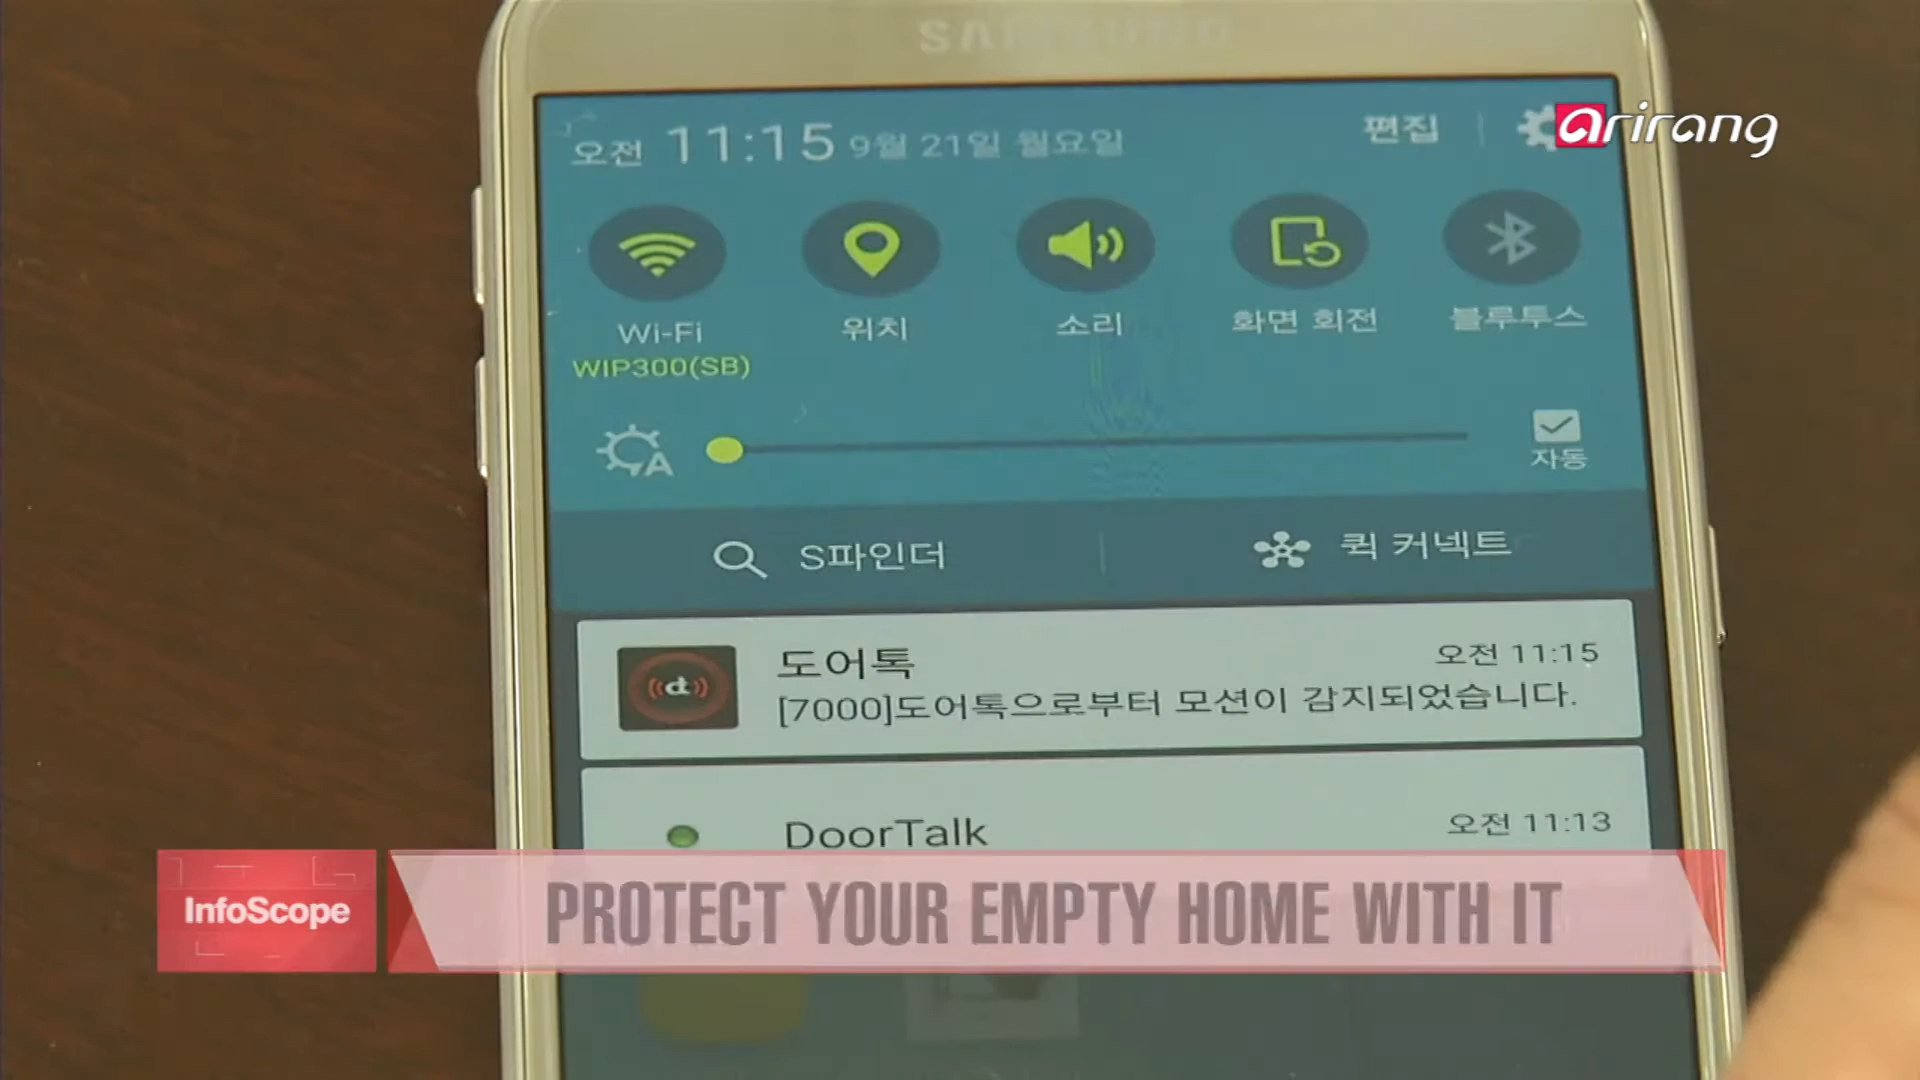 SAMSUNG
arirang
오전 11:15 9월 21일 월요일
편집
Wi-Fi
WIP300(SB)
위치
소리
화면 회전
블루투스
A
자동
S파인더
퀵 커넥트
도어톡
오전 11:15
[7000]도어톡으로부터 모션이 감지되었습니다.
DoorTalk
오전 11:13
InfoScope
PROTECT YOUR EMPTY HOME WITH IT